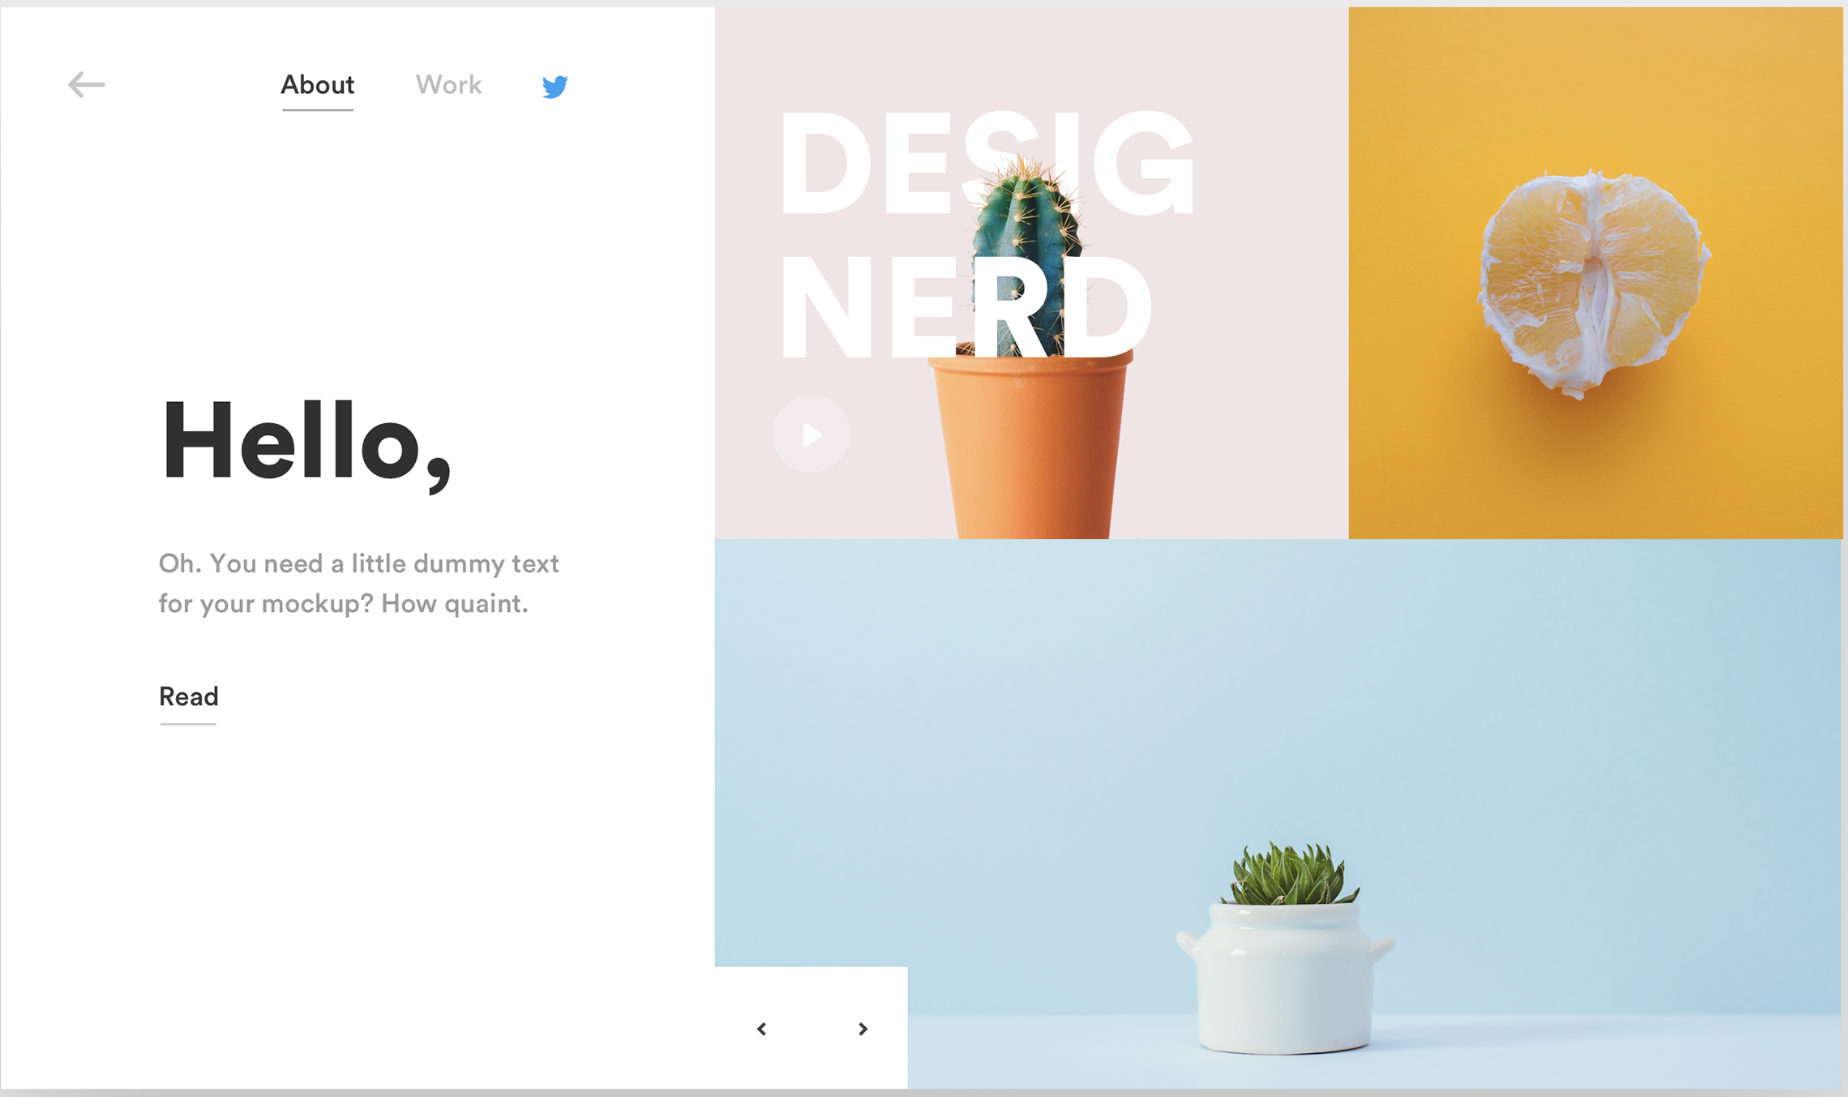 About
Work
Hello,
Oh. You need a little dummy text
for your mockup? How quaint.
Read
DESIG
NERD